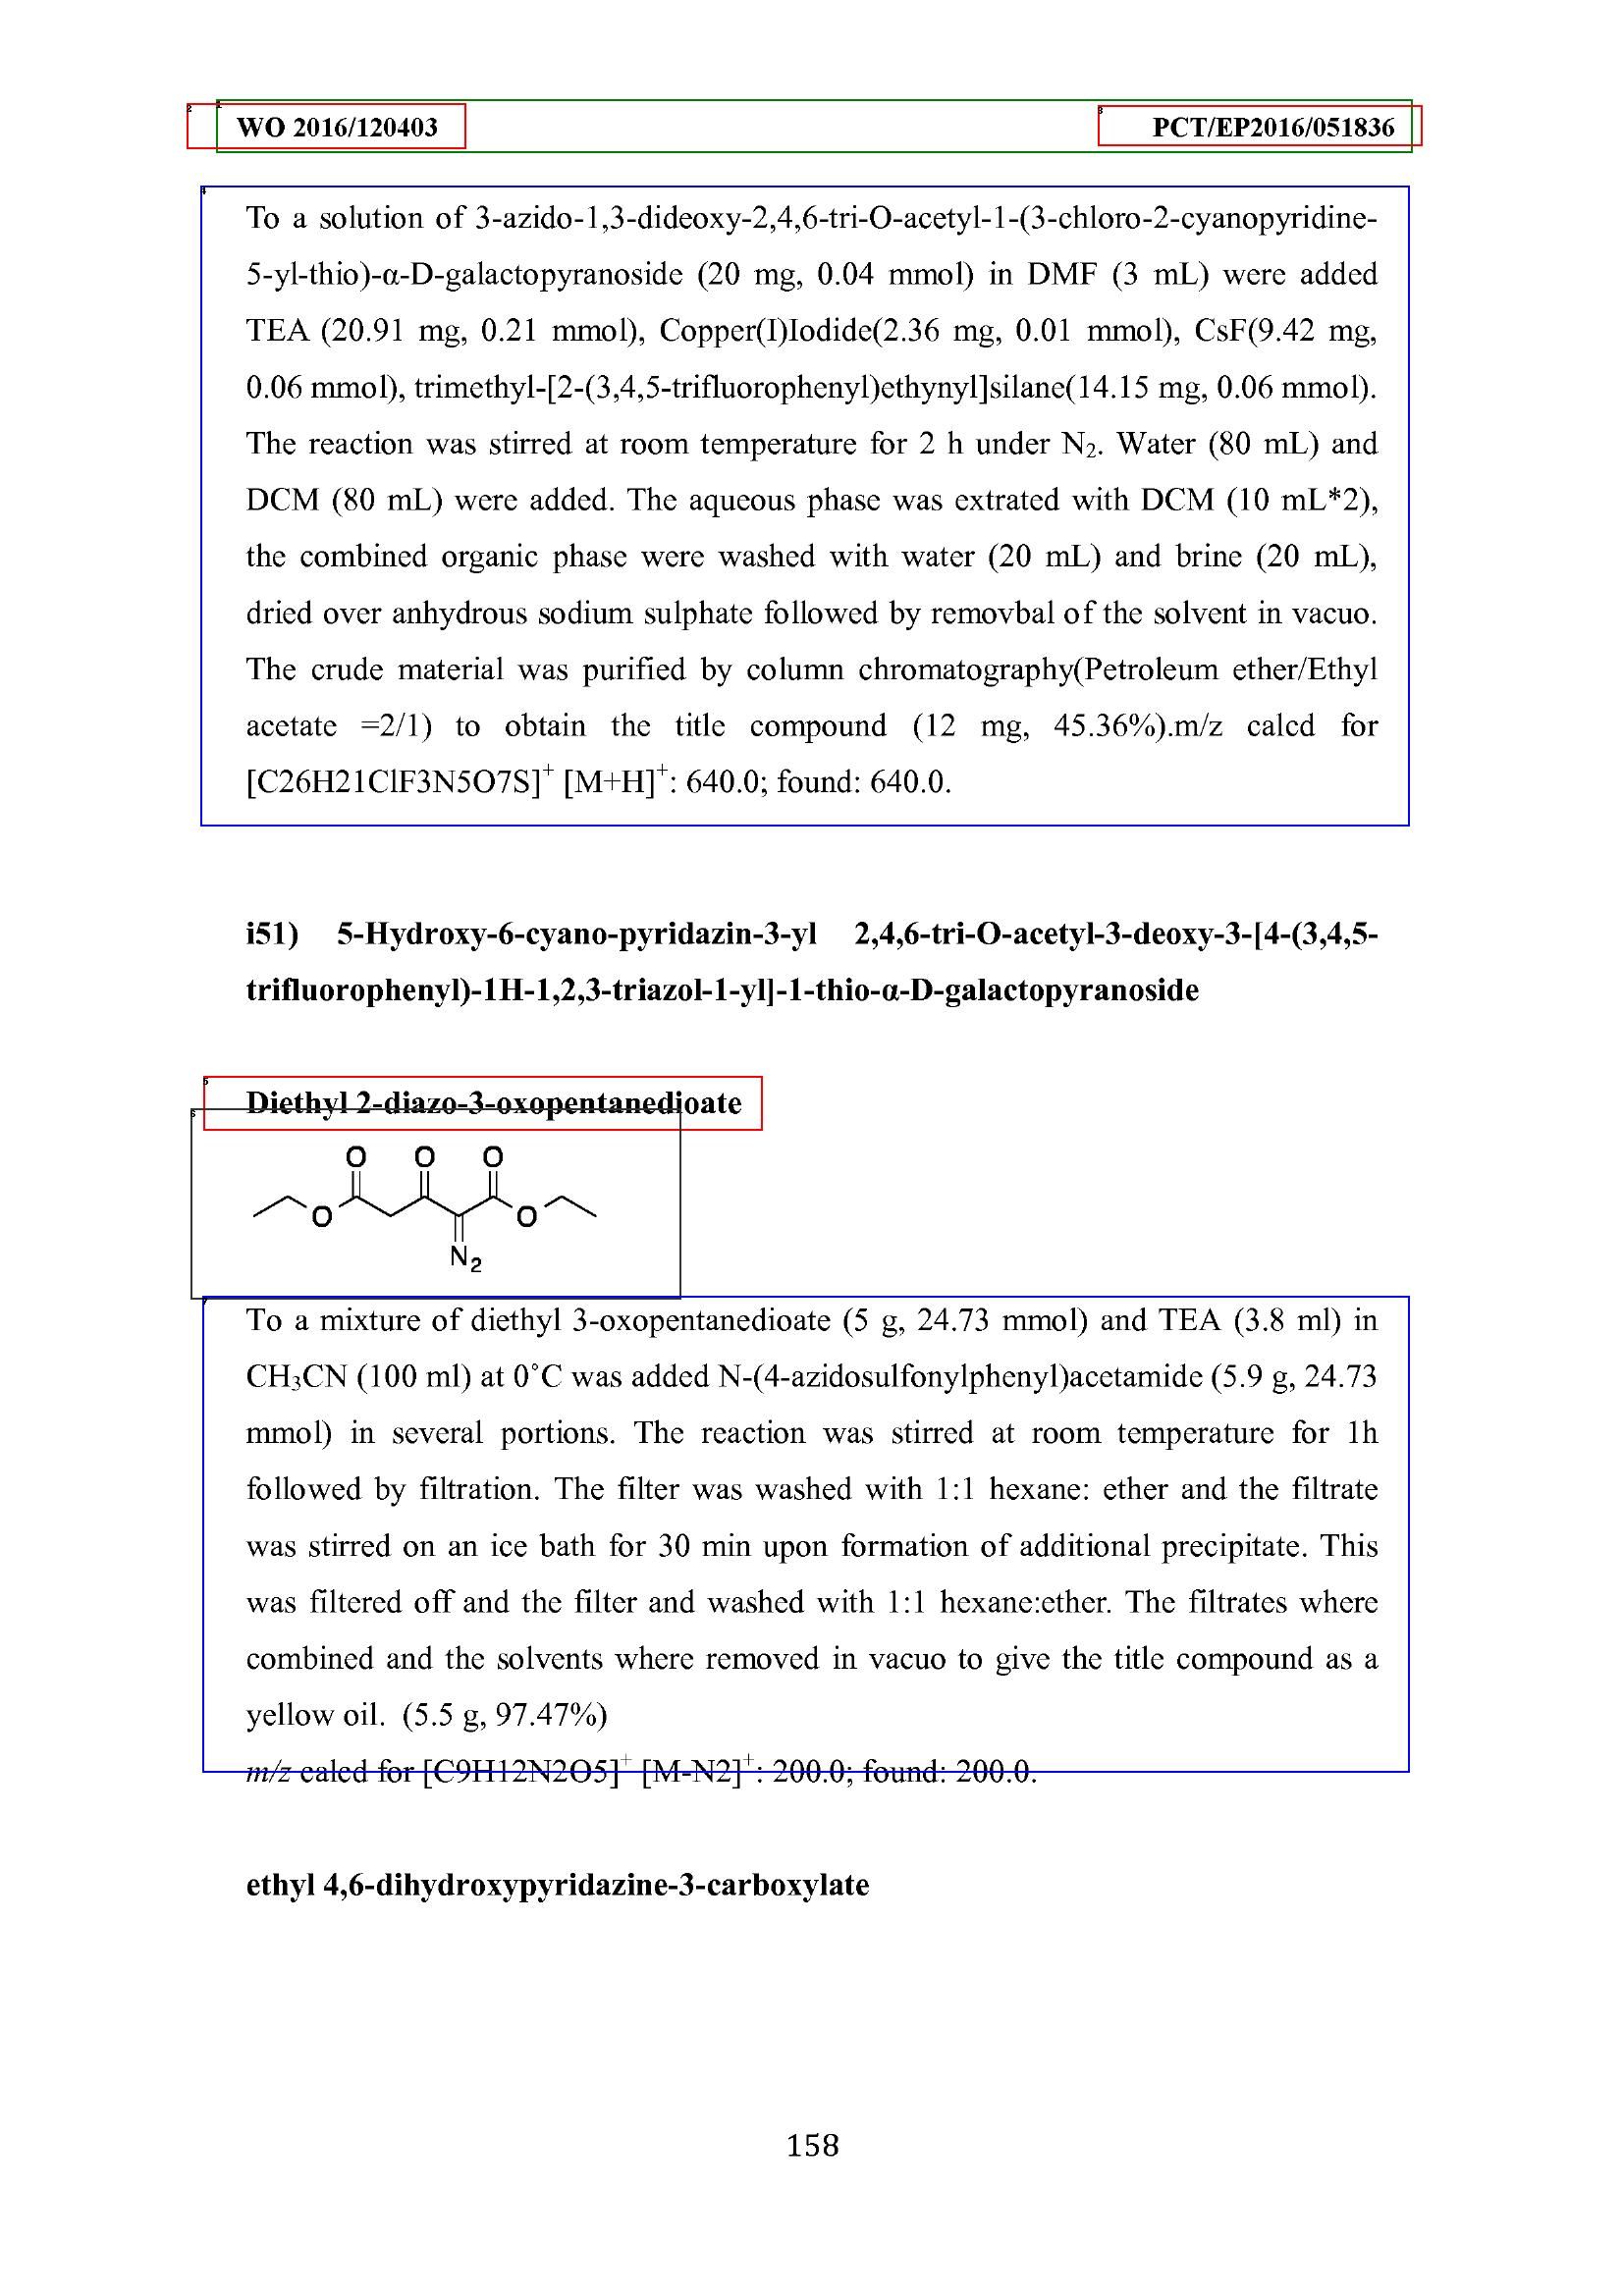 WO 2016/120403 PCT/EP2016/051836
To a solution of 3-azido-1,3-dideoxy-2,4,6-tri-O-acetyl-1-(3-chloro-2-cyanopyridine-
5-yl-thio)-α-D-galactopyranoside (20 mg, 0.04 mmol) in DMF (3 mL) were added
TEA (20.91 mg, 0.21 mmol), Copper(I)Iodide(2.36 mg, 0.01 mmol), CsF(9.42 mg,
0.06 mmol), trimethyl-[2-(3,4,5-trifluorophenyl)ethynyl]silane(14.15 mg, 0.06 mmol).
The reaction was stirred at room temperature for 2 h under N₂. Water (80 mL) and
DCM (80 mL) were added. The aqueous phase was extrated with DCM (10 mL*2),
the combined organic phase were washed with water (20 mL) and brine (20 mL),
dried over anhydrous sodium sulphate followed by removbal of the solvent in vacuo.
The crude material was purified by column chromatography(Petroleum ether/Ethyl
acetate =2/1) to obtain the title compound (12 mg, 45.36%).m/z calcd for
[C26H21ClF3N5O7S]⁺ [M+H]⁺: 640.0; found: 640.0.
i51) 5-Hydroxy-6-cyano-pyridazin-3-yl 2,4,6-tri-O-acetyl-3-deoxy-3-[4-(3,4,5-
trifluorophenyl)-1H-1,2,3-triazol-1-yl]-1-thio-α-D-galactopyranoside
Diethyl 2-diazo-3-oxopentanedioate
O O O
O O
N₂
To a mixture of diethyl 3-oxopentanedioate (5 g, 24.73 mmol) and TEA (3.8 ml) in
CH₃CN (100 ml) at 0˚C was added N-(4-azidosulfonylphenyl)acetamide (5.9 g, 24.73
mmol) in several portions. The reaction was stirred at room temperature for 1h
followed by filtration. The filter was washed with 1:1 hexane: ether and the filtrate
was stirred on an ice bath for 30 min upon formation of additional precipitate. This
was filtered off and the filter and washed with 1:1 hexane:ether. The filtrates where
combined and the solvents where removed in vacuo to give the title compound as a
yellow oil. (5.5 g, 97.47%)
m/z calcd for [C9H12N2O5]⁺ [M-N2]⁺: 200.0; found: 200.0.
ethyl 4,6-dihydroxypyridazine-3-carboxylate
158